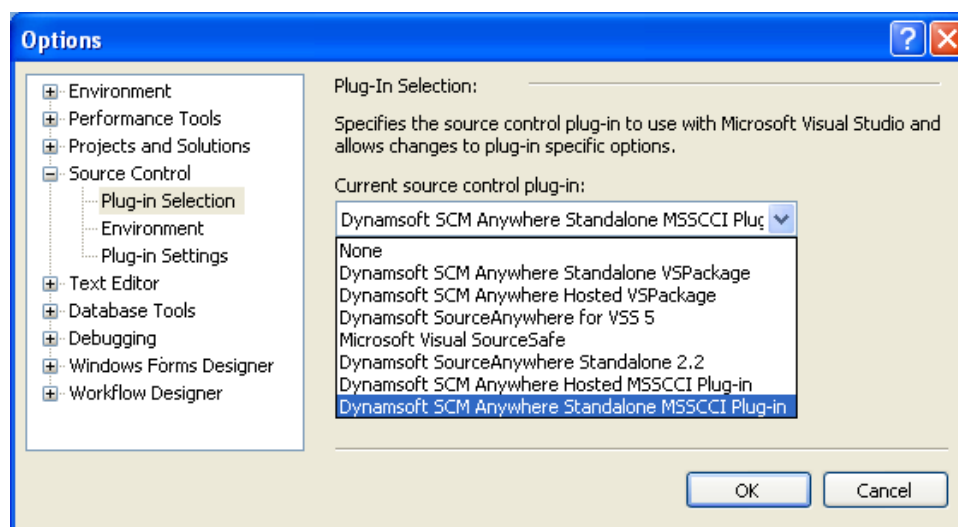 Options
Environment
Performance Tools
Projects and Solutions
Source Control
Plug-in Selection
Environment
Plug-in Settings
Text Editor
Database Tools
Debugging
Windows Forms Designer
Workflow Designer
Plug-In Selection:
Specifies the source control plug-in to use with Microsoft Visual Studio and
allows changes to plug-in specific options.
Current source control plug-in:
Dynamsoft SCM Anywhere Standalone MSSCCI Plug
None
Dynamsoft SCM Anywhere Standalone VSPackage
Dynamsoft SCM Anywhere Hosted VSPackage
Dynamsoft SourceAnywhere for VSS 5
Microsoft Visual SourceSafe
Dynamsoft SourceAnywhere Standalone 2.2
Dynamsoft SCM Anywhere Hosted MSSCCI Plug-in
Dynamsoft SCM Anywhere Standalone MSSCCI Plug-in
OK
Cancel